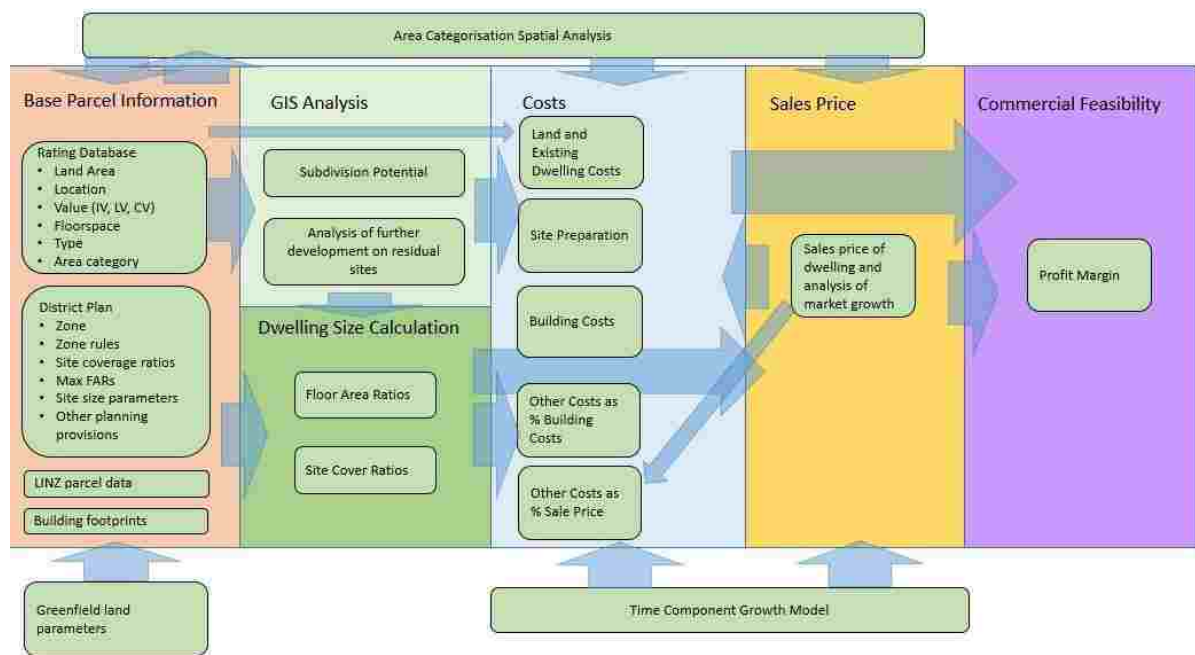 Area Categorisation Spatial Analysis
Base Parcel Information
Rating Database
• Land Area
• Location
• Value (IV, LV, CV)
• Floorspace
• Type
• Area category
District Plan
• Zone
• Zone rules
• Site coverage ratios
• Max FARs
• Site size parameters
• Other planning
provisions
LINZ parcel data
Building footprints
Greenfield land
parameters
GIS Analysis
Subdivision Potential
Analysis of further
development on residual
sites
Dwelling Size Calculation
Floor Area Ratios
Site Cover Ratios
Costs
Land and
Existing
Dwelling Costs
Site Preparation
Building Costs
Other Costs as
% Building
Costs
Other Costs as
% Sale Price
Sales Price
Sales price of
dwelling and
analysis of
market growth
Commercial Feasibility
Profit Margin
Time Component Growth Model